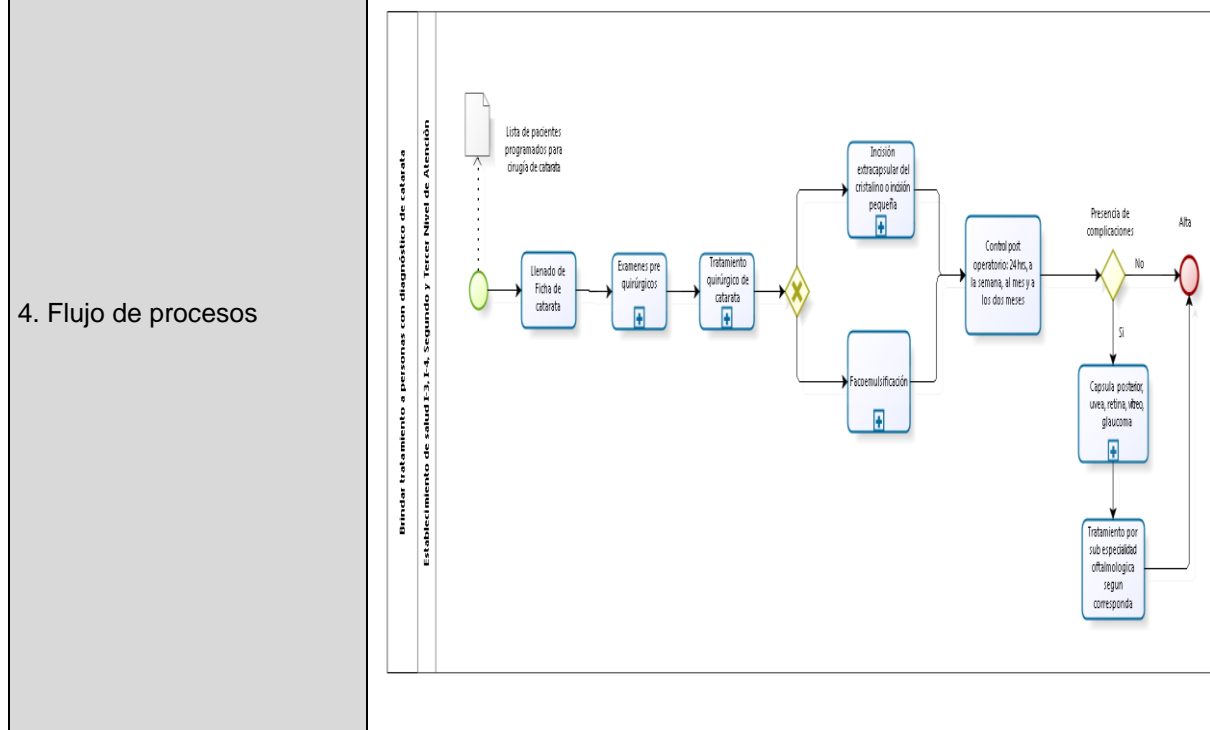 4. Flujo de procesos
Brindar tratamiento a personas con diagnóstico de catarata
Establecimiento de salud I-3, I-4, Segundo y Tercer Nivel de Atención
Lista de pacientes
programados para
cirugía de catarata
Llenado de
Ficha de
catarata
Examenes pre
quirúrgicos
Tratamiento
quirúrgico de
catarata
Incisión
extracapsular del
cristalino o incisión
pequeña
Facoemulsificación
Control post
operatorio: 24 hrs, a
la semana, al mes y a
los dos meses
Presencia de
complicaciones
No
Alta
Si
Capsula posterior,
uvea, retina, vitreo,
glaucoma
Tratamiento por
sub especialidad
oftalmologica
segun
corresponda